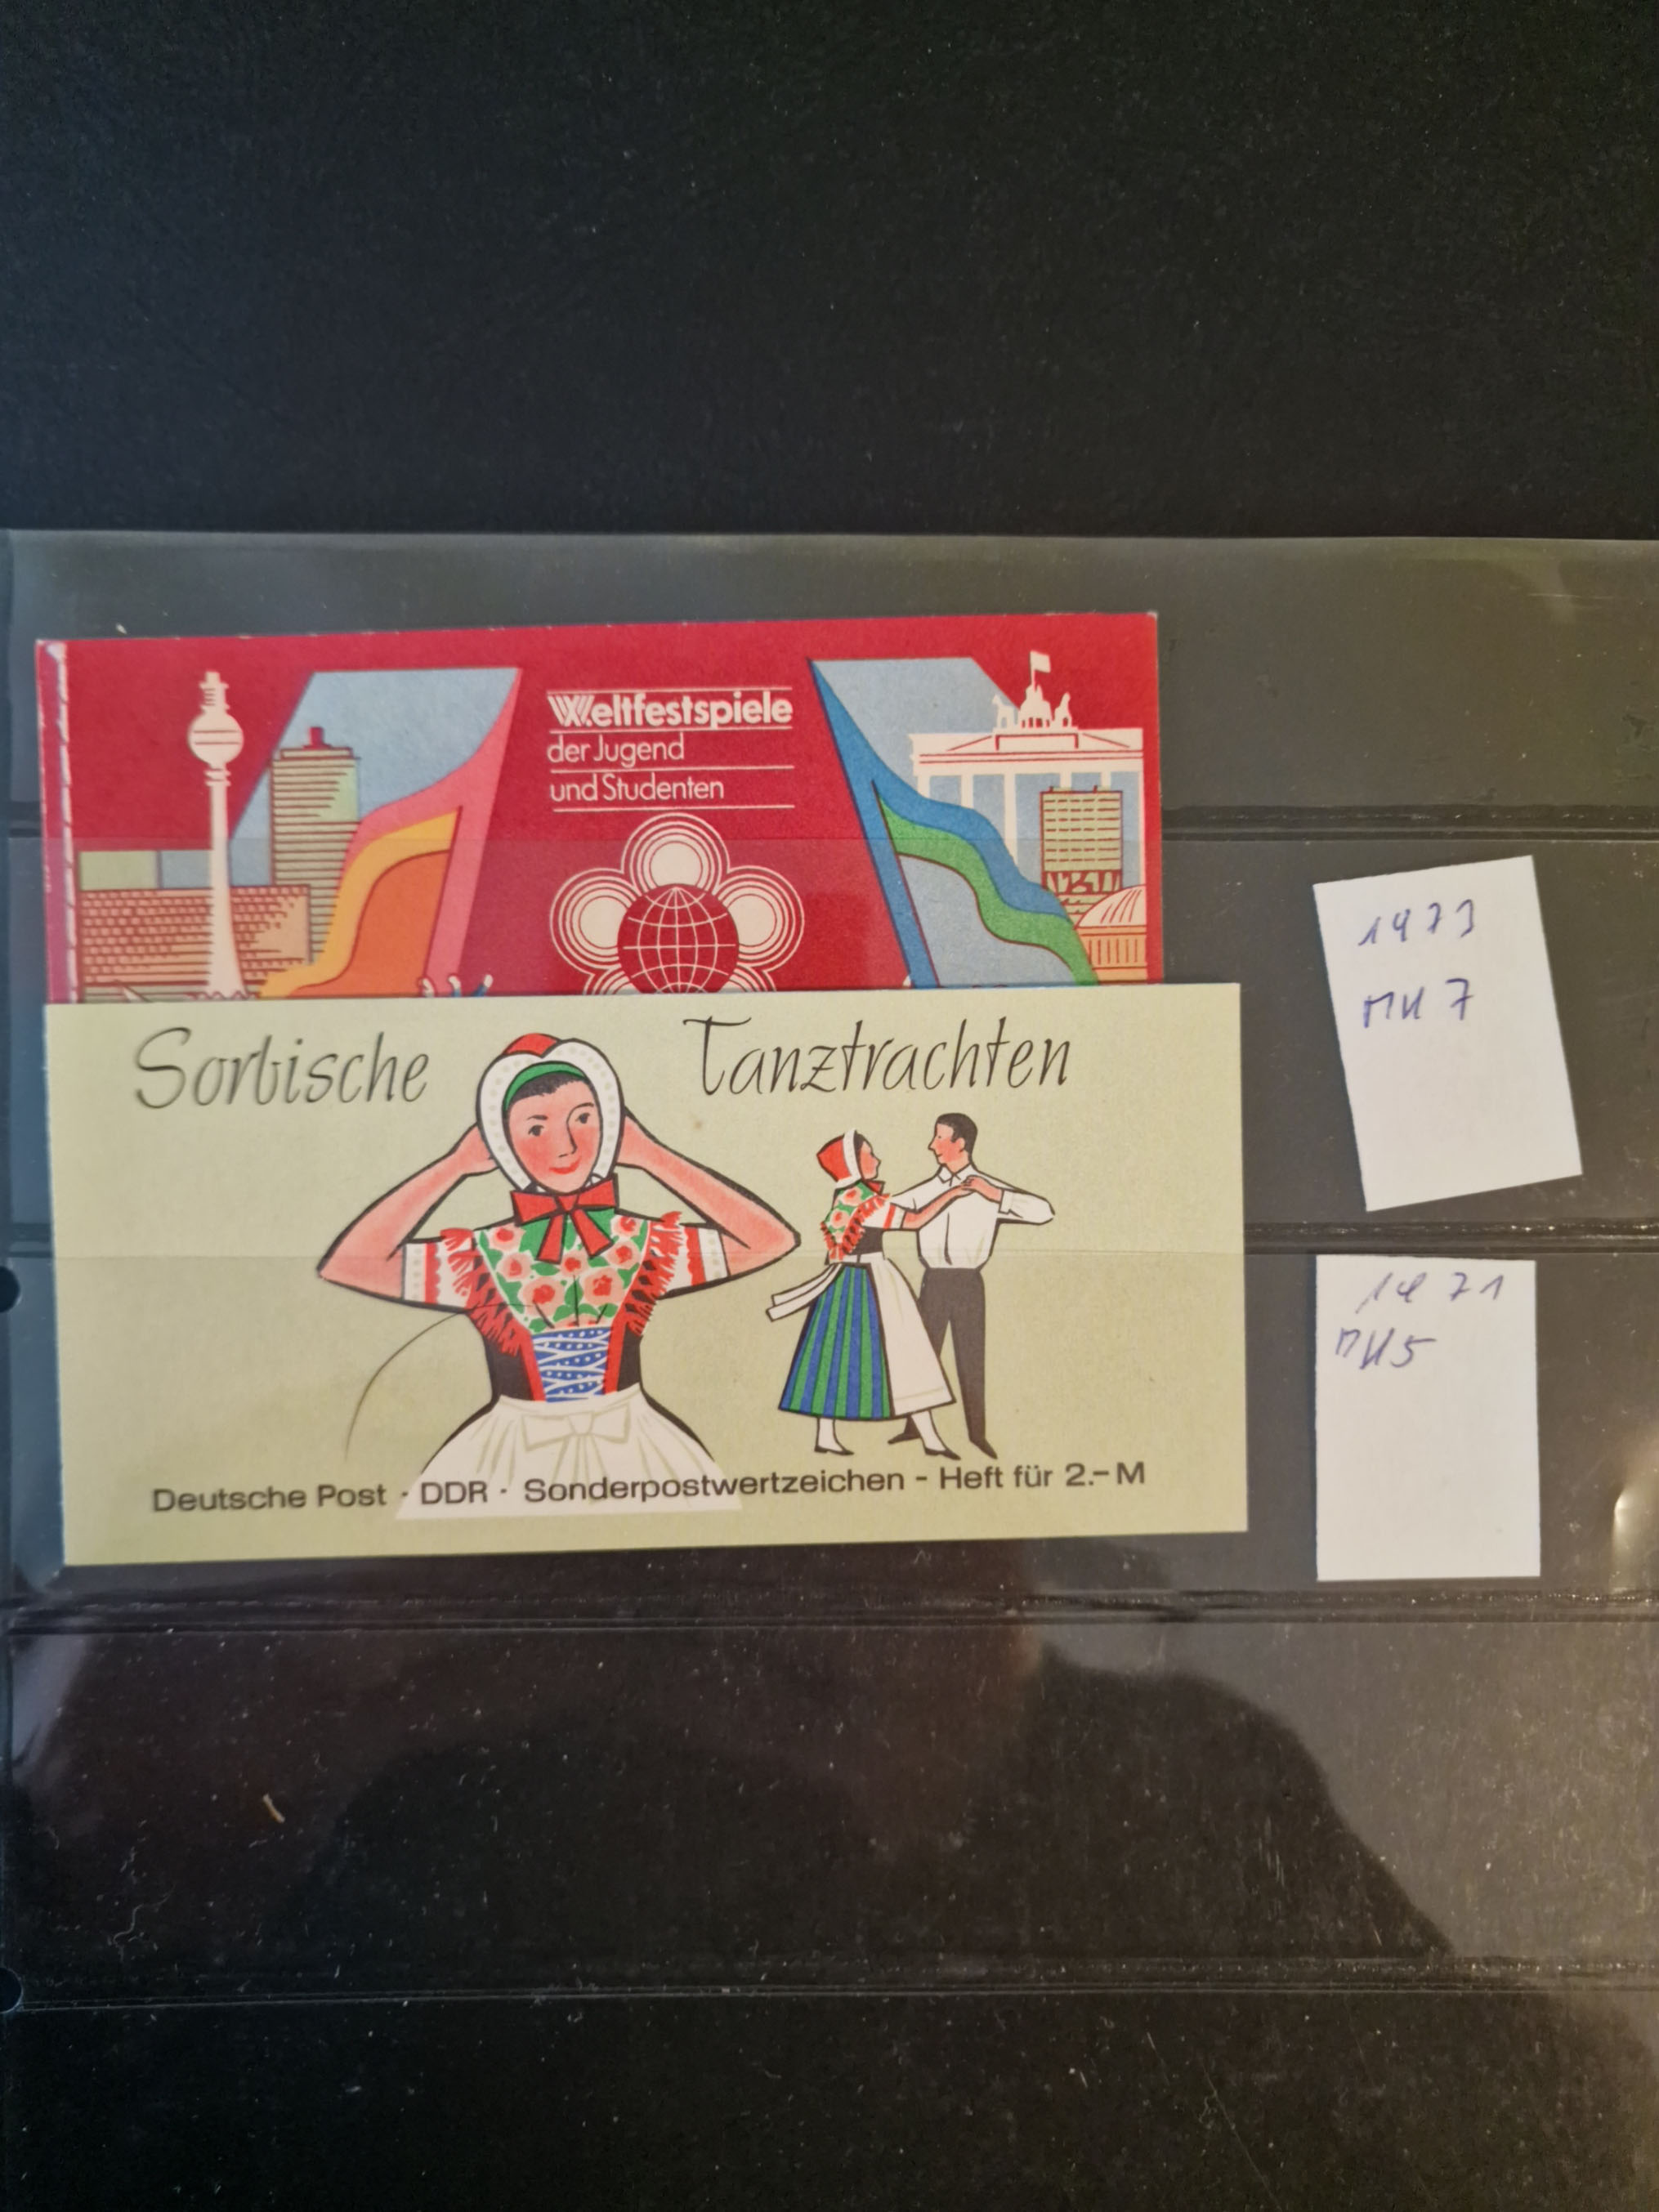 Weltfestspiele
der Jugend
und Studenten
1973
MH 7
Sorbische Tanztrachten
Deutsche Post · DDR · Sonderpostwertzeichen - Heft für 2.- M
1971
MH5